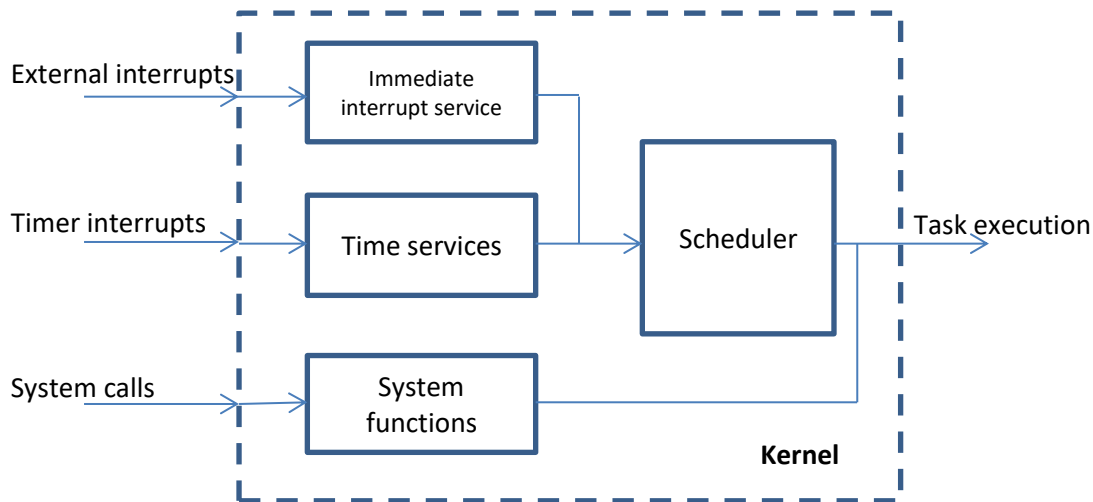 External interrupts
Immediate
interrupt service
Timer interrupts
Time services
Scheduler
Task execution
System calls
System
functions
Kernel